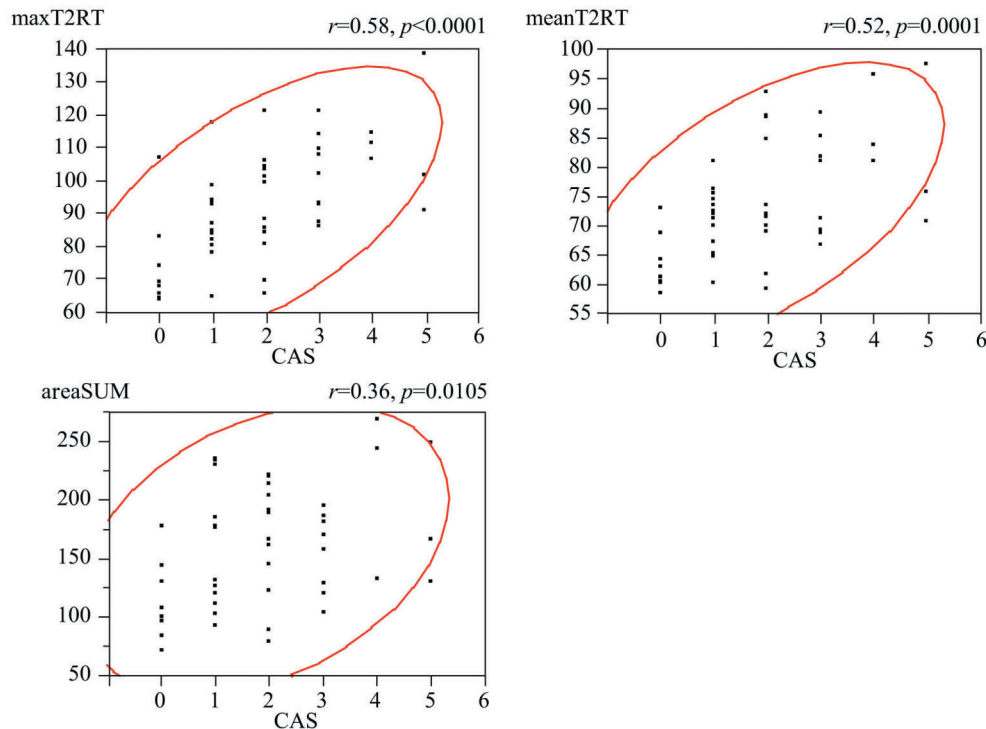 maxT2RT
r=0.58, p<0.0001
140
130
120
110
100
90
80
70
60
0 1 2 3 4 5 6
CAS
meanT2RT
r=0.52, p=0.0001
100
95
90
85
80
75
70
65
60
55
0 1 2 3 4 5 6
CAS
areaSUM
r=0.36, p=0.0105
250
200
150
100
50
0 1 2 3 4 5 6
CAS